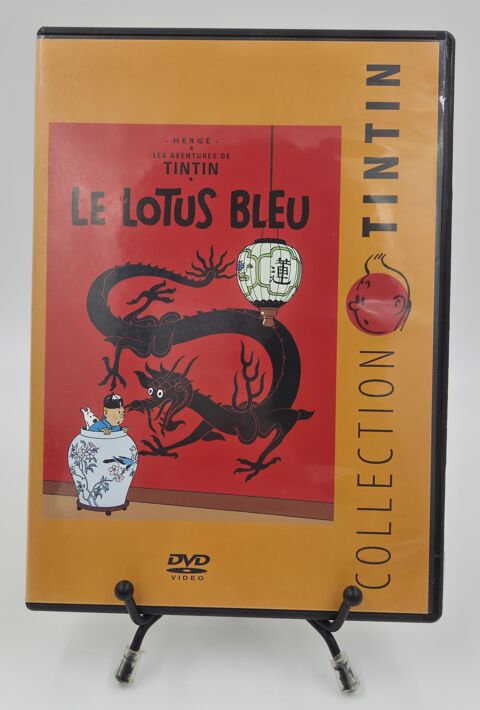 - HERGÉ -
LES AVENTURES DE
TINTIN
LE LOTUS BLEU
蓮
COLLECTION TINTIN
DVD
VIDEO